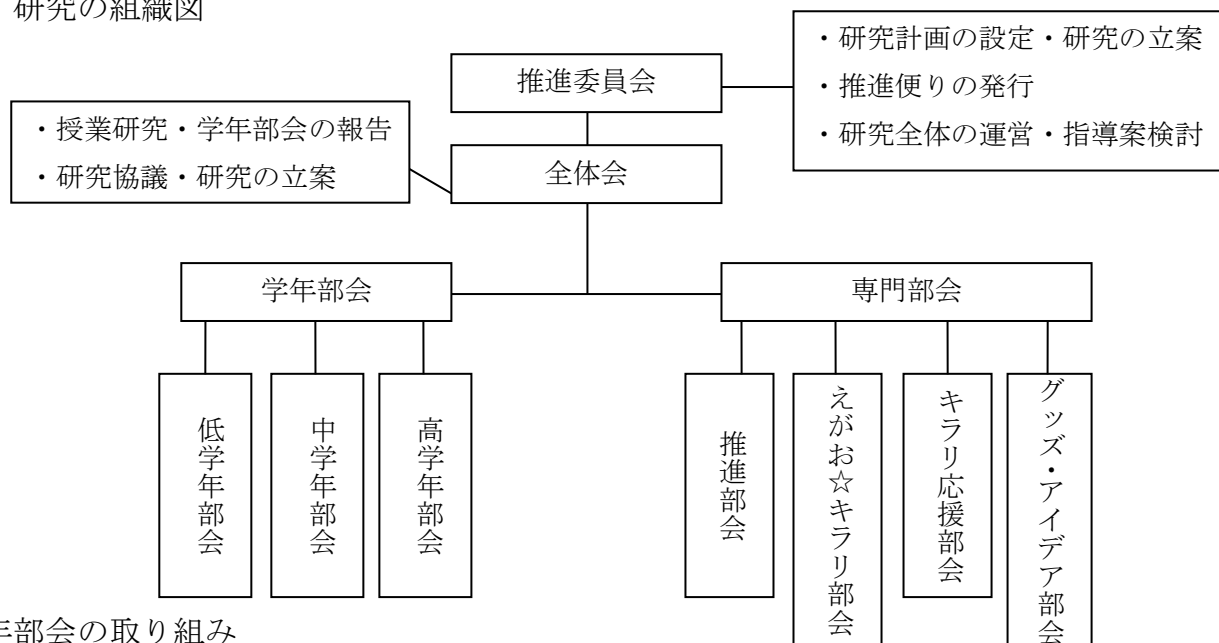 研究の組織図
・研究計画の設定・研究の立案
・推進便りの発行
・研究全体の運営・指導案検討
推進委員会
・授業研究・学年部会の報告
・研究協議・研究の立案
全体会
学年部会
専門部会
低学年部会
中学年部会
高学年部会
推進部会
えがお☆キラリ部会
キラリ応援部会
グッズ・アイデア部会
年部会の取り組み